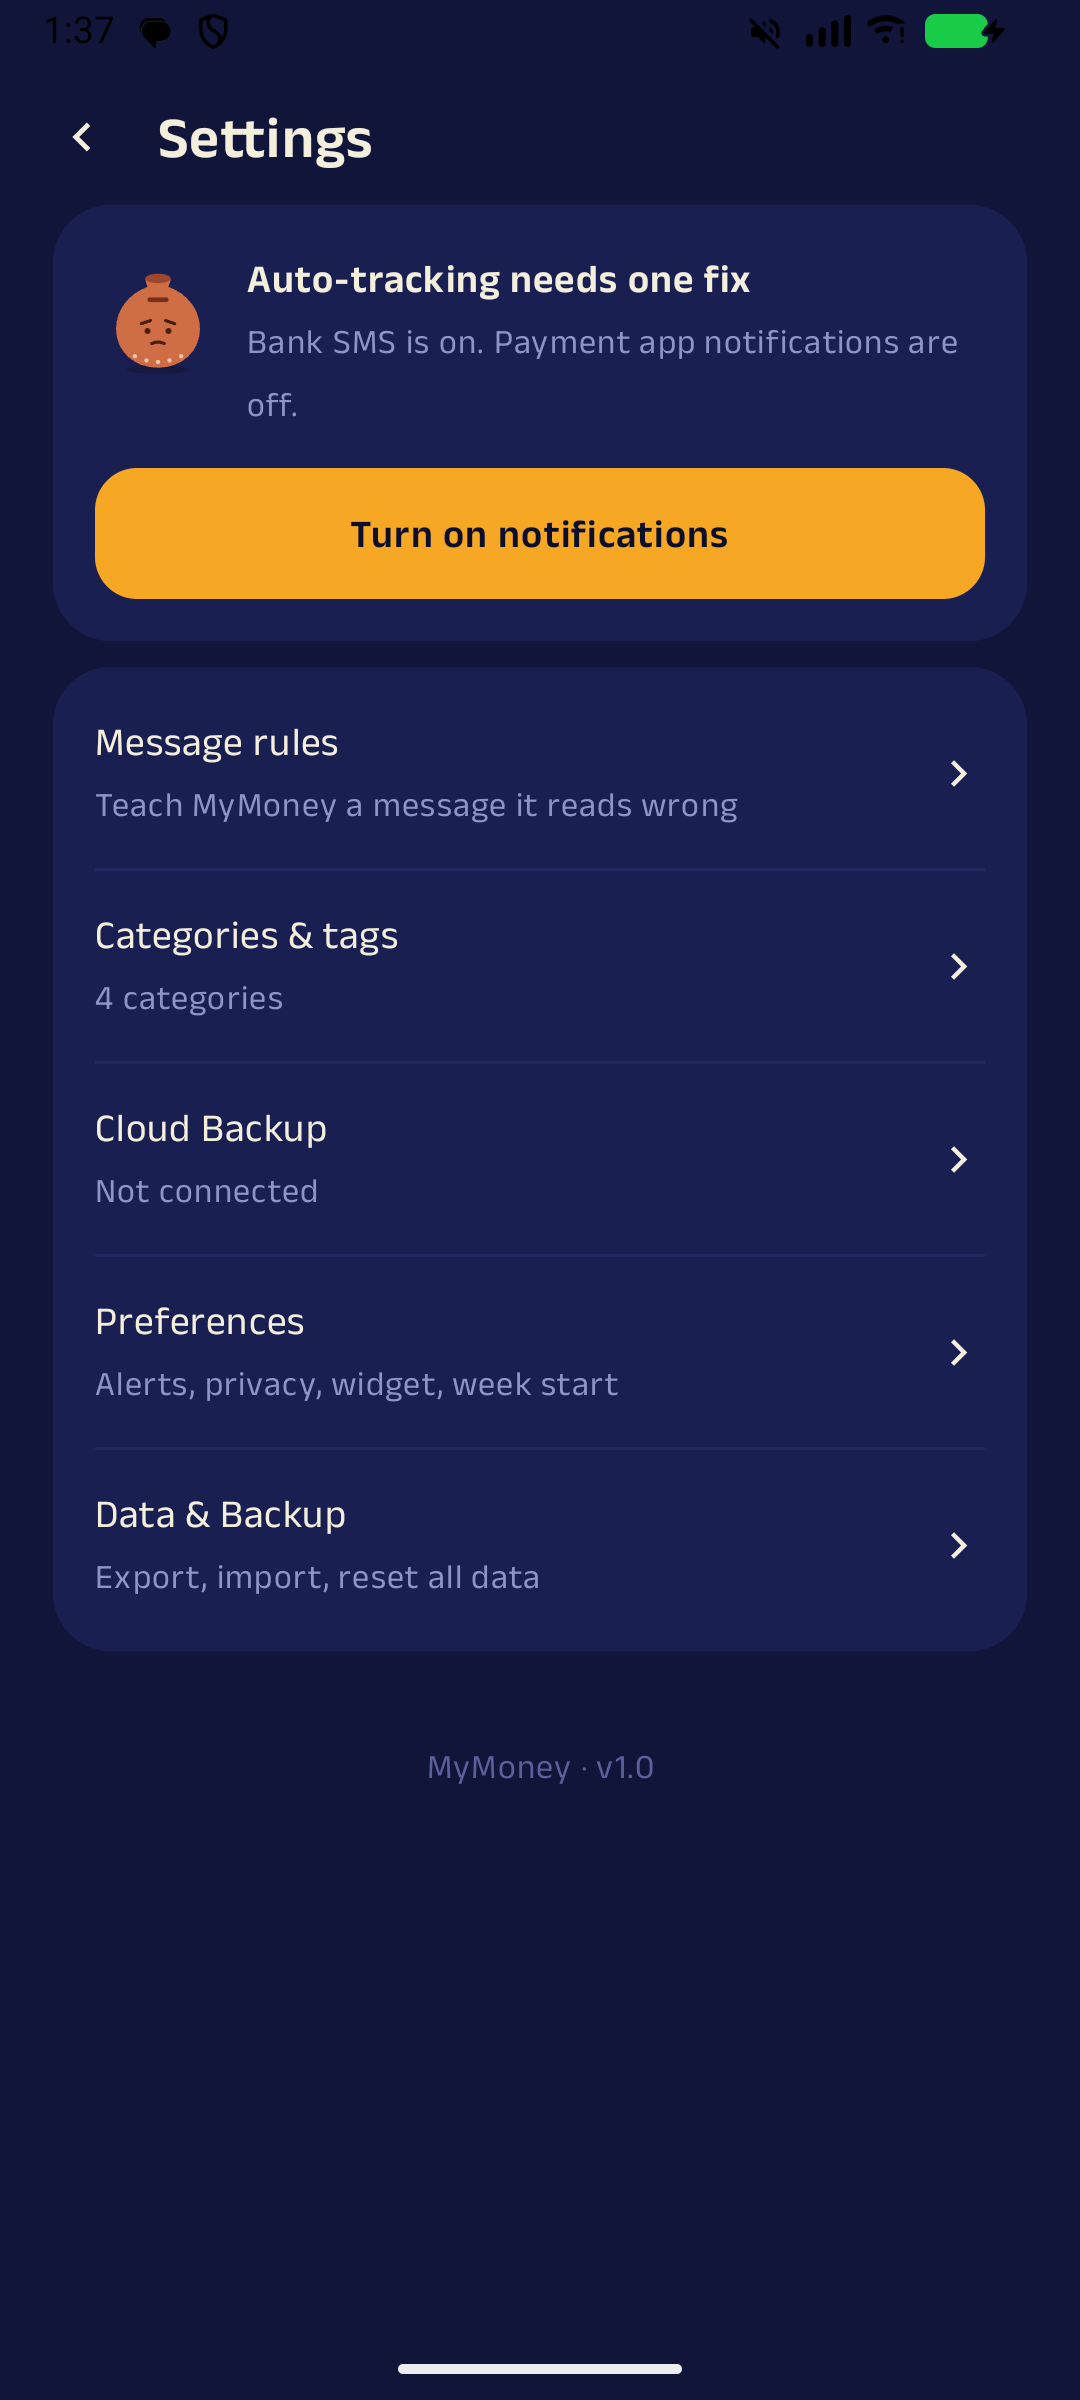 1:37
Settings
Auto-tracking needs one fix
Bank SMS is on. Payment app notifications are
off.
Turn on notifications
Message rules
Teach MyMoney a message it reads wrong
Categories & tags
4 categories
Cloud Backup
Not connected
Preferences
Alerts, privacy, widget, week start
Data & Backup
Export, import, reset all data
MyMoney · v1.0